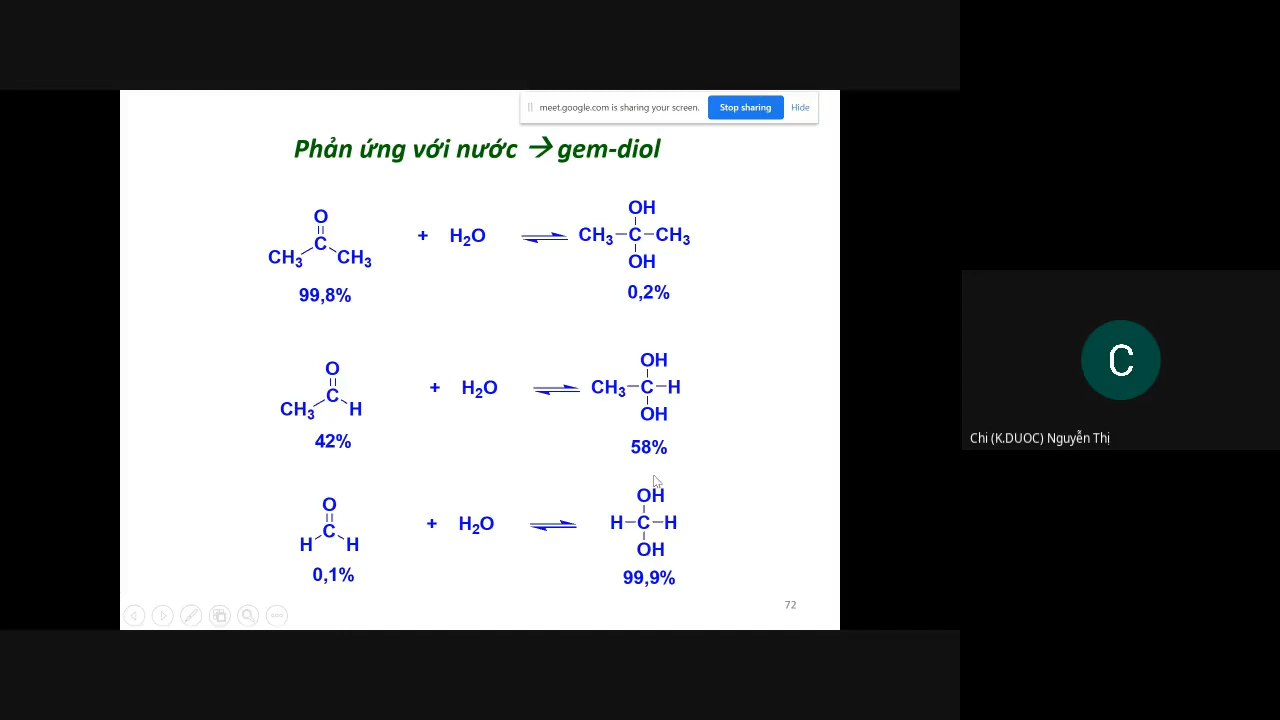 meet.google.com is sharing your screen.
Stop sharing
Hide
Phản ứng với nước → gem-diol
O
C
CH₃
CH₃
+
H₂O
OH
CH₃ C CH₃
OH
99,8%
0,2%
O
C
CH₃
H
+
H₂O
OH
CH₃ C H
OH
42%
58%
O
C
H
H
+
H₂O
OH
H C H
OH
0,1%
99,9%
72
C
Chi (K.DUOC) Nguyễn Thị